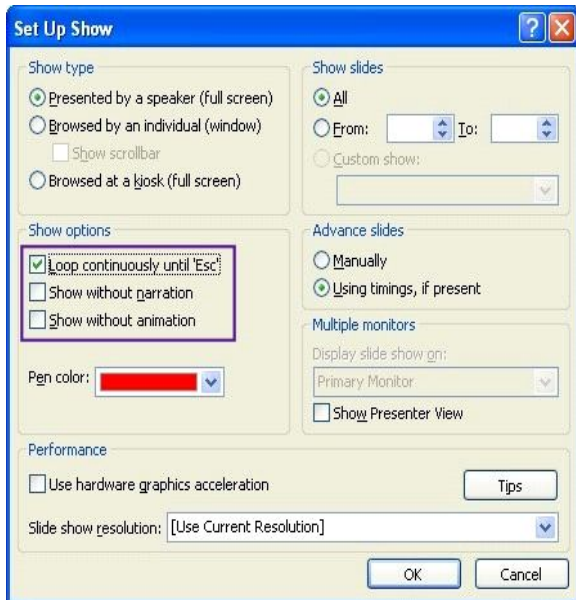 Set Up Show
Show type
Presented by a speaker (full screen)
Browsed by an individual (window)
Show scrollbar
Browsed at a kiosk (full screen)
Show slides
All
From: To:
Custom show:
Show options
Loop continuously until 'Esc'
Show without narration
Show without animation
Pen color:
Advance slides
Manually
Using timings, if present
Multiple monitors
Display slide show on:
Primary Monitor
Show Presenter View
Performance
Use hardware graphics acceleration
Tips
Slide show resolution: [Use Current Resolution]
OK Cancel